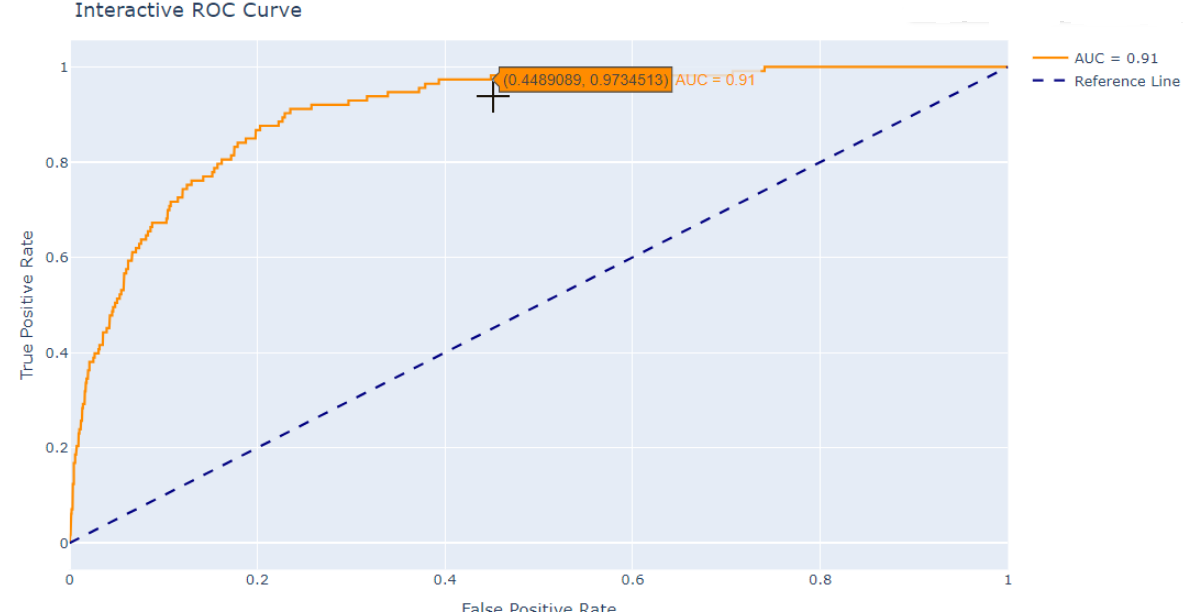 Interactive ROC Curve
AUC = 0.91
Reference Line
(0.4489089, 0.9734513) AUC = 0.91
True Positive Rate
1
0.8
0.6
0.4
0.2
0
0 0.2 0.4 0.6 0.8 1
False Positive Rate